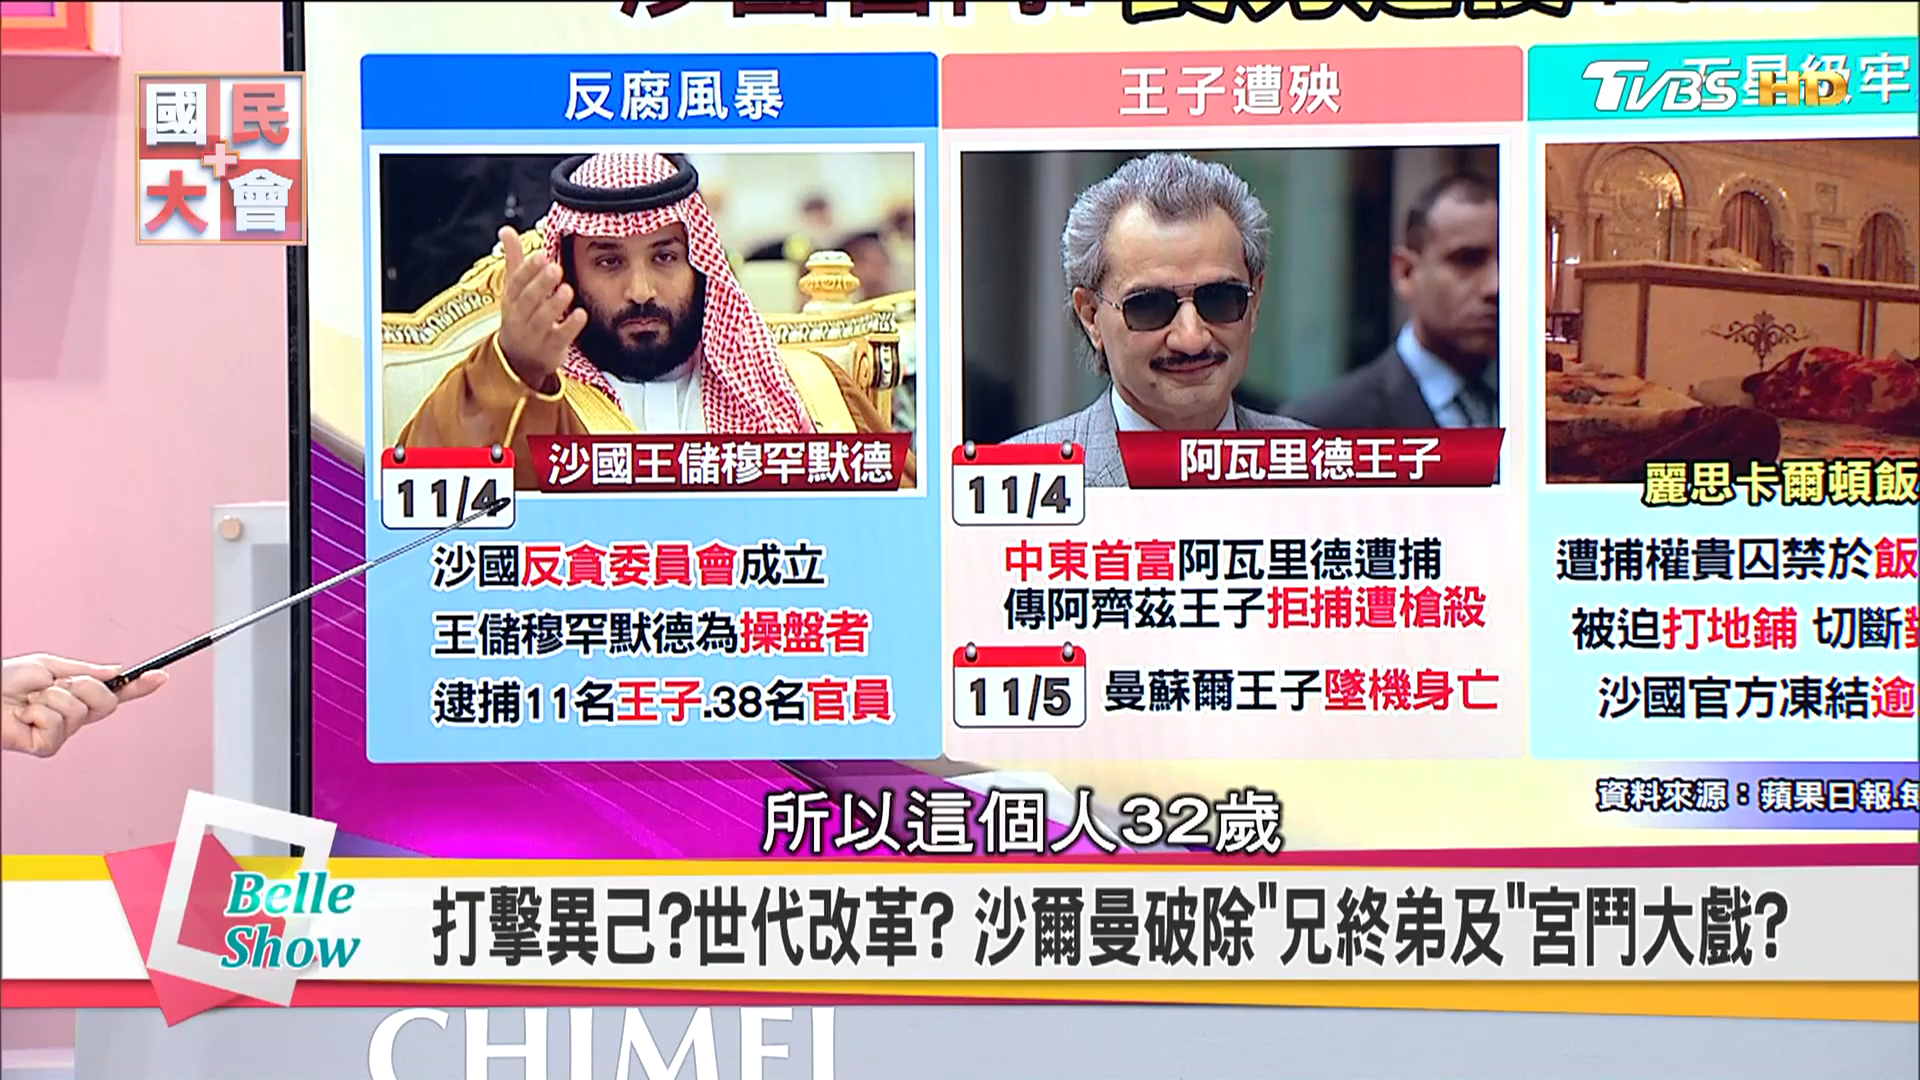 國民
大會
TVBS HD
反腐風暴
沙國王儲穆罕默德
11/4
沙國反貪委員會成立
王儲穆罕默德為操盤者
逮捕11名王子.38名官員
王子遭殃
阿瓦里德王子
11/4
中東首富阿瓦里德遭捕
傳阿齊茲王子拒捕遭槍殺
11/5
曼蘇爾王子墜機身亡
五星級牢
麗思卡爾頓飯
遭捕權貴囚禁於飯
被迫打地鋪 切斷
沙國官方凍結逾
資料來源：蘋果日報.每
所以這個人32歲
Belle
Show
打擊異己?世代改革? 沙爾曼破除"兄終弟及"宮鬥大戲?
CHIMEI